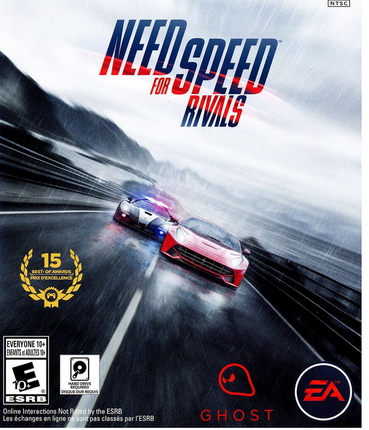 NTSC
NEED
FOR SPEED™
RIVALS
15
BEST-OF AWARDS
PRIX D'EXCELLENCE
EVERYONE 10+
ENFANTS et ADULTES 10+
E
10+
ESRB
HARD DRIVE
REQUIRED
DISQUE DUR REQUIS
GHOST
EA
Online Interactions Not Rated by the ESRB
Les échanges en ligne ne sont pas classés par l'ESRB